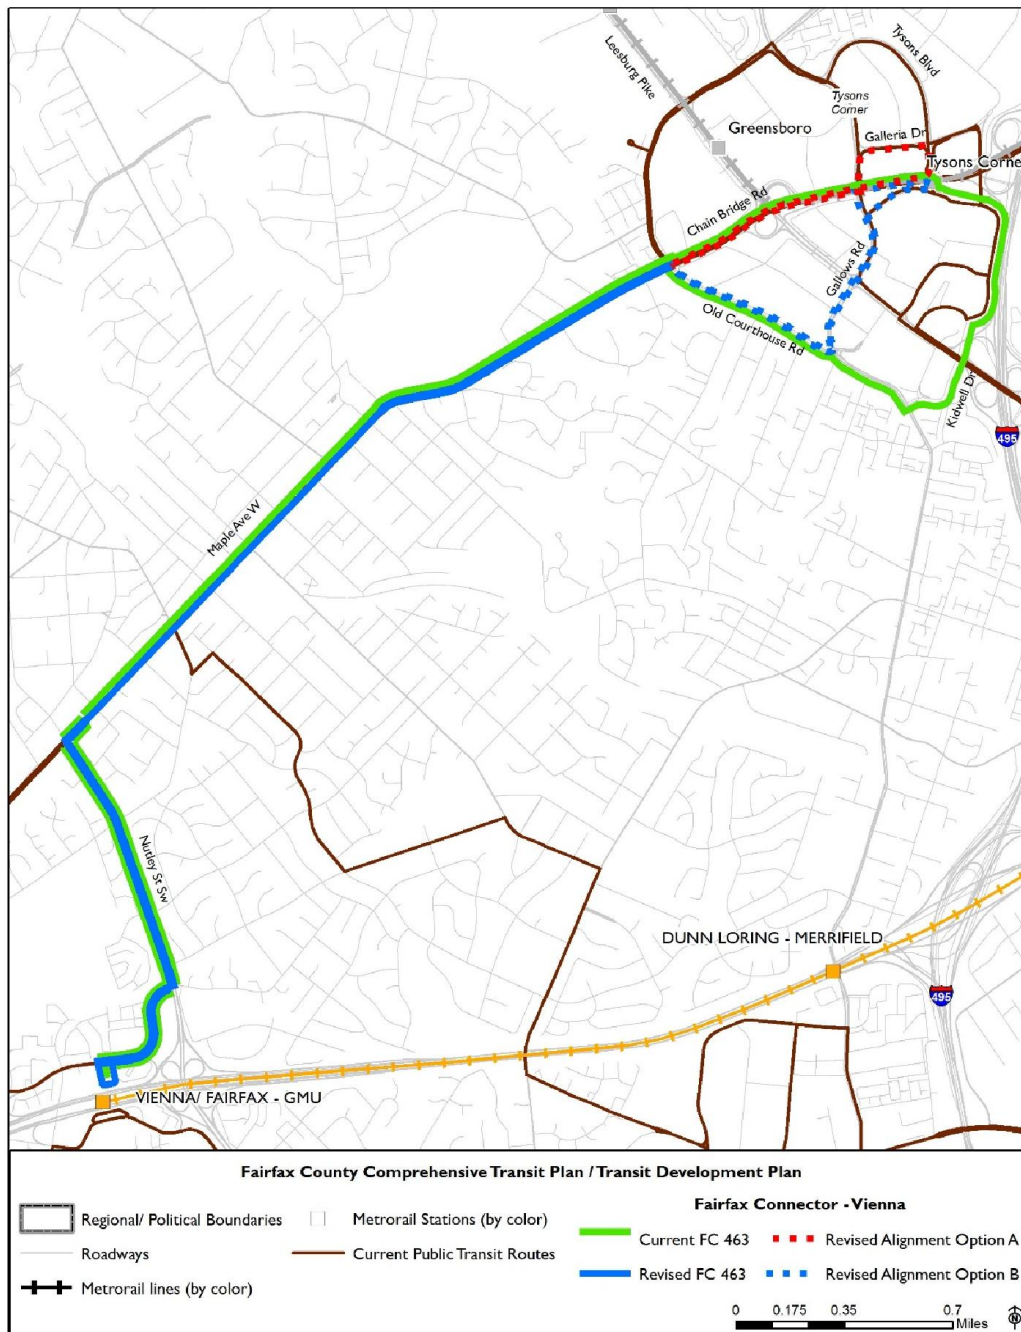 Tysons Blvd
Leesburg Pike
Tysons
Corner
Greensboro
Galleria Dr
Tysons Corne
Chain Bridge Rd
Gallows Rd
Old Courthouse Rd
Kidwell Dr
495
Maple Ave W
Nutley St Sw
DUNN LORING - MERRIFIELD
495
VIENNA/ FAIRFAX - GMU
Fairfax County Comprehensive Transit Plan / Transit Development Plan
Fairfax Connector - Vienna
Regional/ Political Boundaries
Metrorail Stations (by color)
Current FC 463
Revised Alignment Option A
Roadways
Current Public Transit Routes
Revised FC 463
Revised Alignment Option B
Metrorail lines (by color)
0 0.175 0.35 0.7
Miles